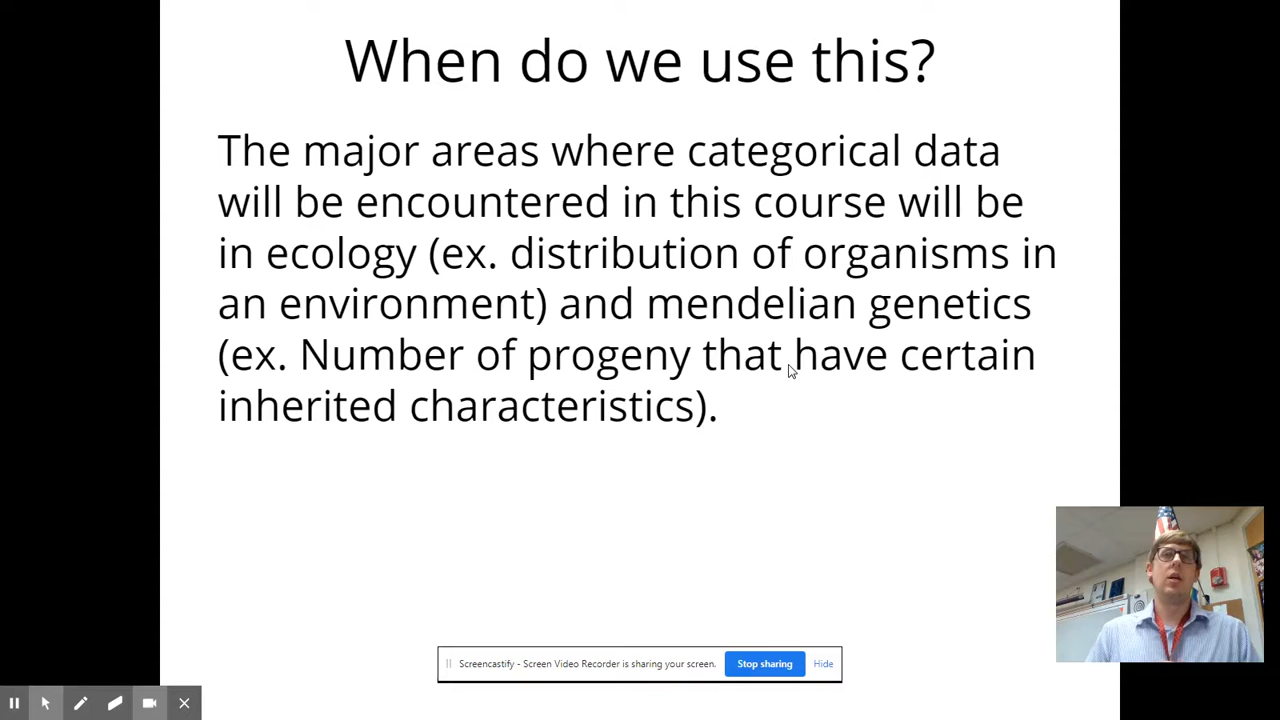 When do we use this?
The major areas where categorical data
will be encountered in this course will be
in ecology (ex. distribution of organisms in
an environment) and mendelian genetics
(ex. Number of progeny that have certain
inherited characteristics).
Screencastify - Screen Video Recorder is sharing your screen. Stop sharing Hide